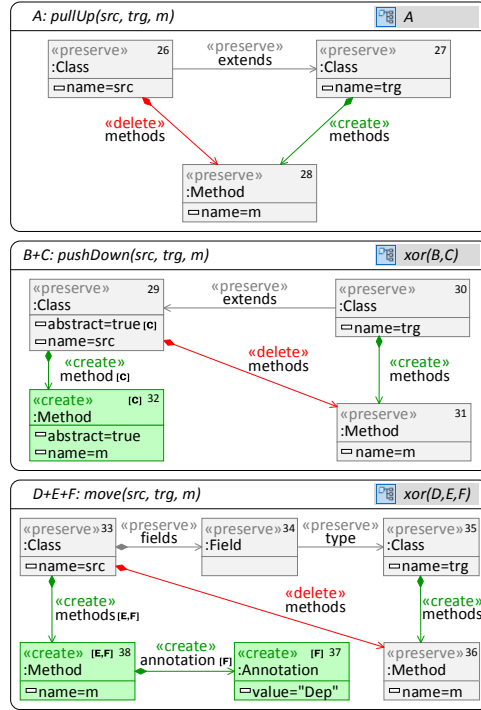 A: pullUp(src, trg, m)
A
«preserve» 26
:Class
name=src
«preserve»
extends
«preserve» 27
:Class
name=trg
«delete»
methods
«create»
methods
«preserve» 28
:Method
name=m
B+C: pushDown(src, trg, m)
xor(B,C)
«preserve» 29
:Class
abstract=true [C]
name=src
«preserve»
extends
«preserve» 30
:Class
name=trg
«create»
method [C]
«delete»
methods
«create»
methods
«create» [C] 32
:Method
abstract=true
name=m
«preserve» 31
:Method
name=m
D+E+F: move(src, trg, m)
xor(D,E,F)
«preserve» 33
:Class
name=src
«preserve»
fields
«preserve» 34
:Field
«preserve»
type
«preserve» 35
:Class
name=trg
«create»
methods [E,F]
«delete»
methods
«create»
methods
«create» [E,F] 38
:Method
name=m
«create»
annotation [F]
«create» [F] 37
:Annotation
value="Dep"
«preserve» 36
:Method
name=m